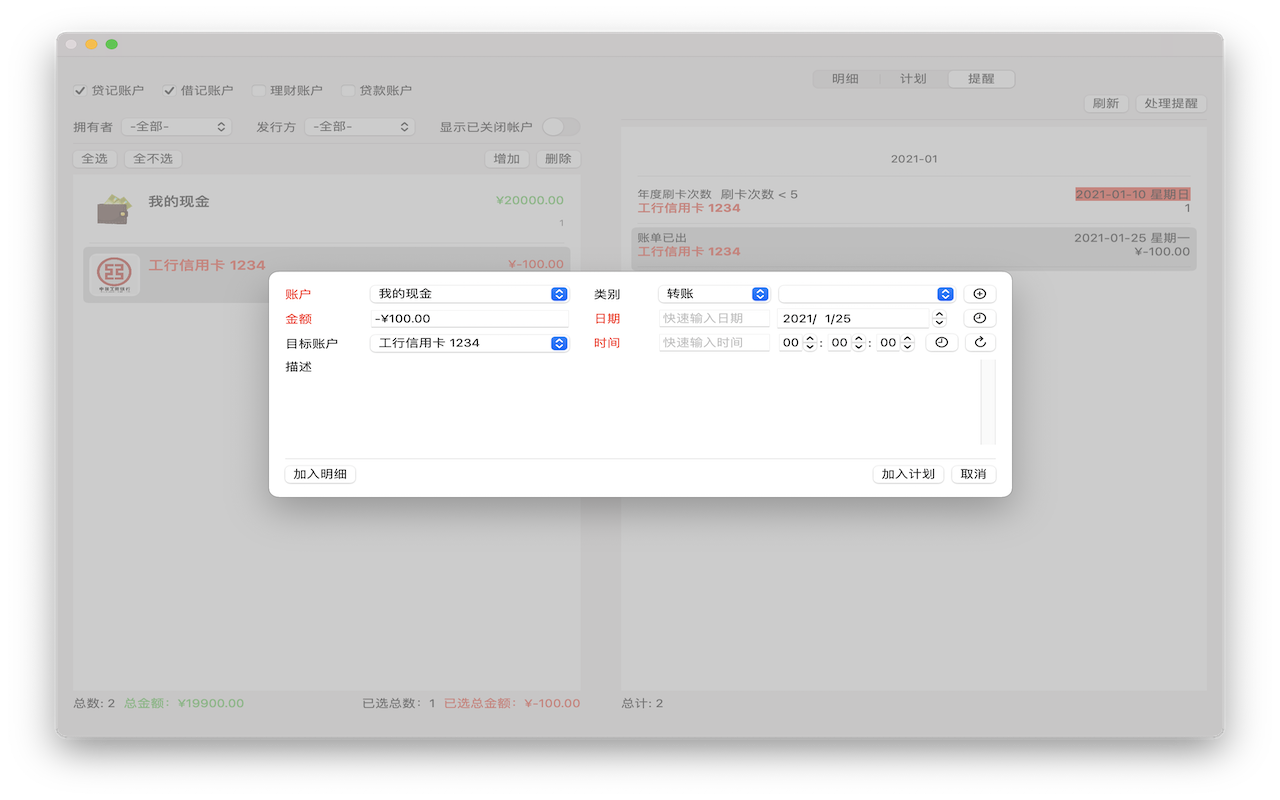 明细 计划 提醒
贷记账户 借记账户 理财账户 贷款账户
刷新 处理提醒
拥有者 -全部- 发行方 -全部- 显示已关闭帐户
全选 全不选 增加 删除
2021-01
我的现金 ¥20000.00
1
年度刷卡次数 刷卡次数 < 5 2021-01-10 星期日
工行信用卡 1234 1
账单已出 2021-01-25 星期一
工行信用卡 1234 ¥-100.00
工行信用卡 1234 ¥-100.00
账户 我的现金 类别 转账
金额 -¥100.00 日期 快速输入日期 2021/ 1/25
目标账户 工行信用卡 1234 时间 快速输入时间 00 : 00 : 00
描述
加入明细 加入计划 取消
总数: 2 总金额: ¥19900.00 已选总数: 1 已选总金额: ¥-100.00 总计: 2